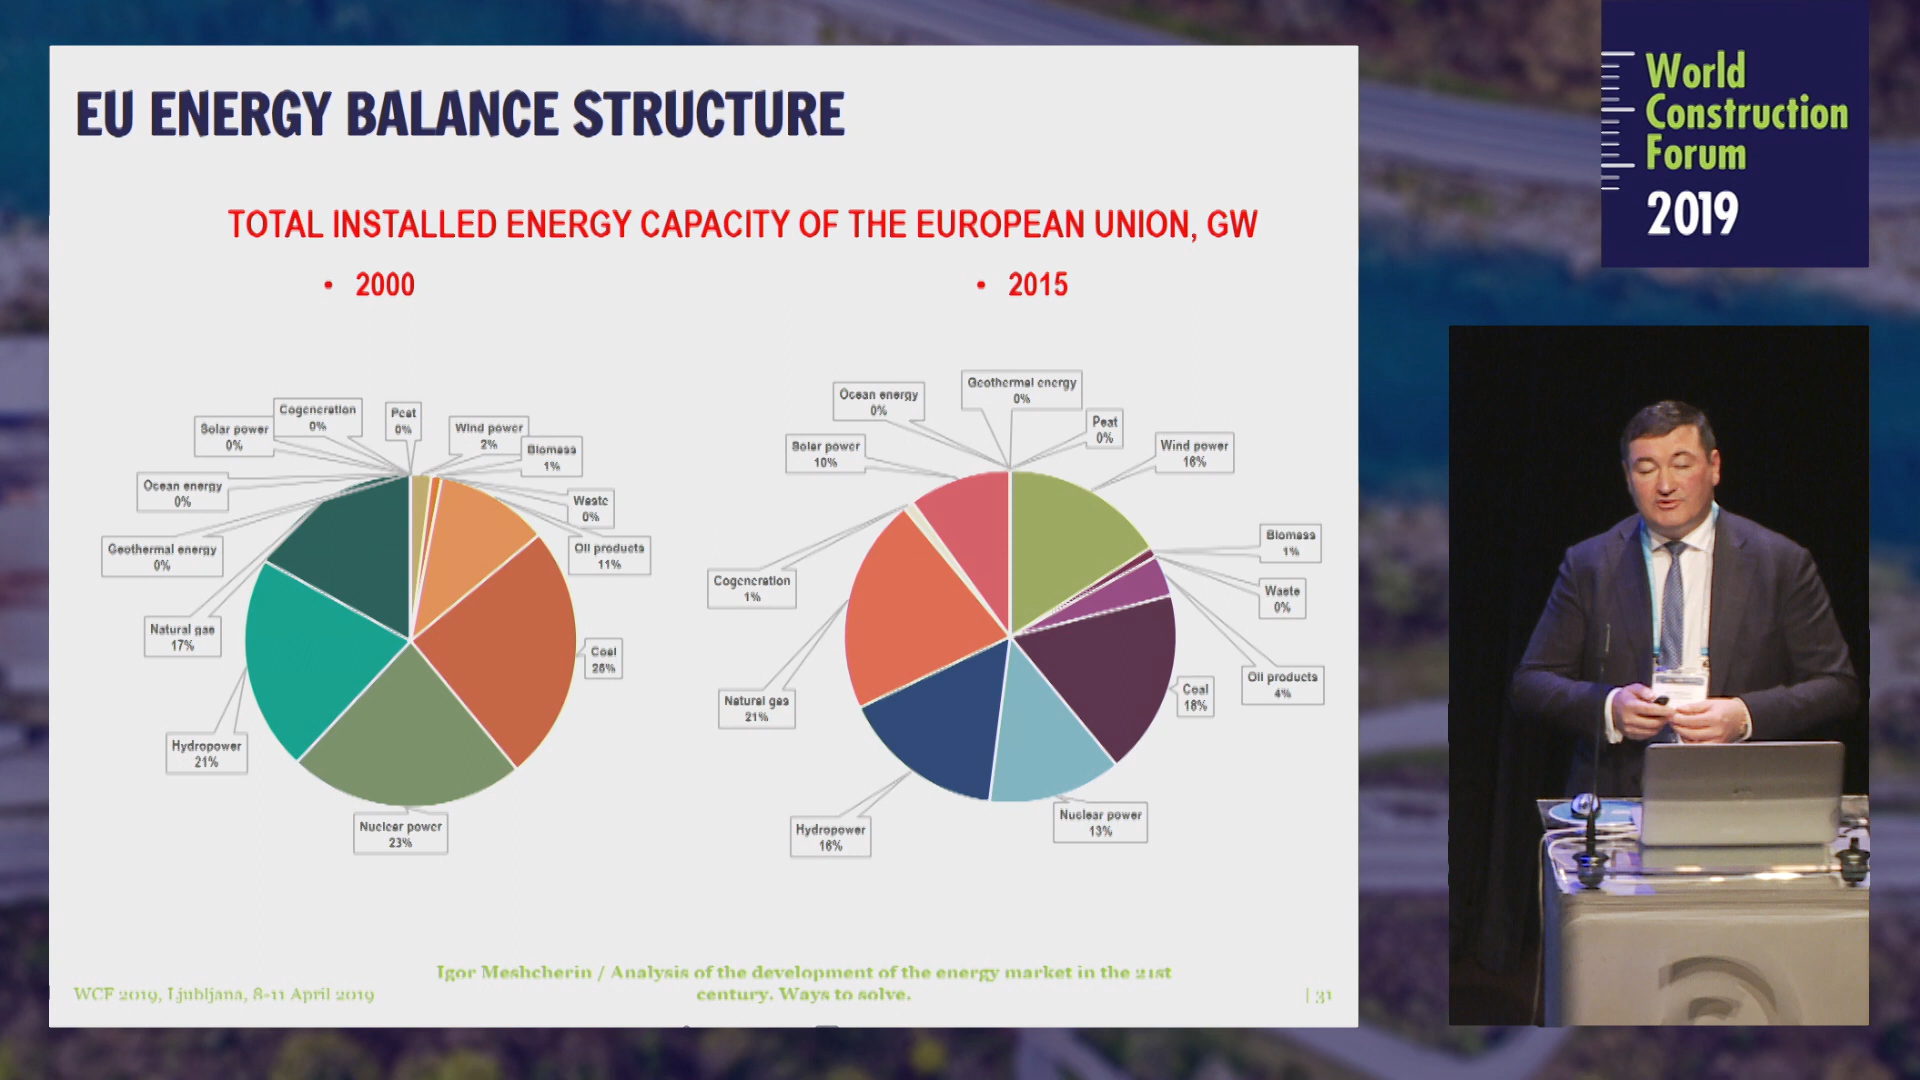 EU ENERGY BALANCE STRUCTURE
TOTAL INSTALLED ENERGY CAPACITY OF THE EUROPEAN UNION, GW
• 2000
• 2015
Cogeneration
0%
Peat
0%
Solar power
0%
Wind power
2%
Biomass
1%
Ocean energy
0%
Waste
0%
Geothermal energy
0%
Oil products
11%
Natural gas
17%
Coal
Hydropower
21%
Nuclear power
23%
Geothermal energy
0%
Ocean energy
0%
Peat
0%
Solar power
10%
Wind power
16%
Biomass
1%
Cogeneration
1%
Waste
0%
Oil products
4%
Natural gas
21%
Coal
18%
Hydropower
16%
Nuclear power
13%
Igor Meshcherin / Analysis of the development of the energy market in the 21st
century. Ways to solve.
WCF 2019, Ljubljana, 8-11 April 2019
| 31
World
Construction
Forum
2019